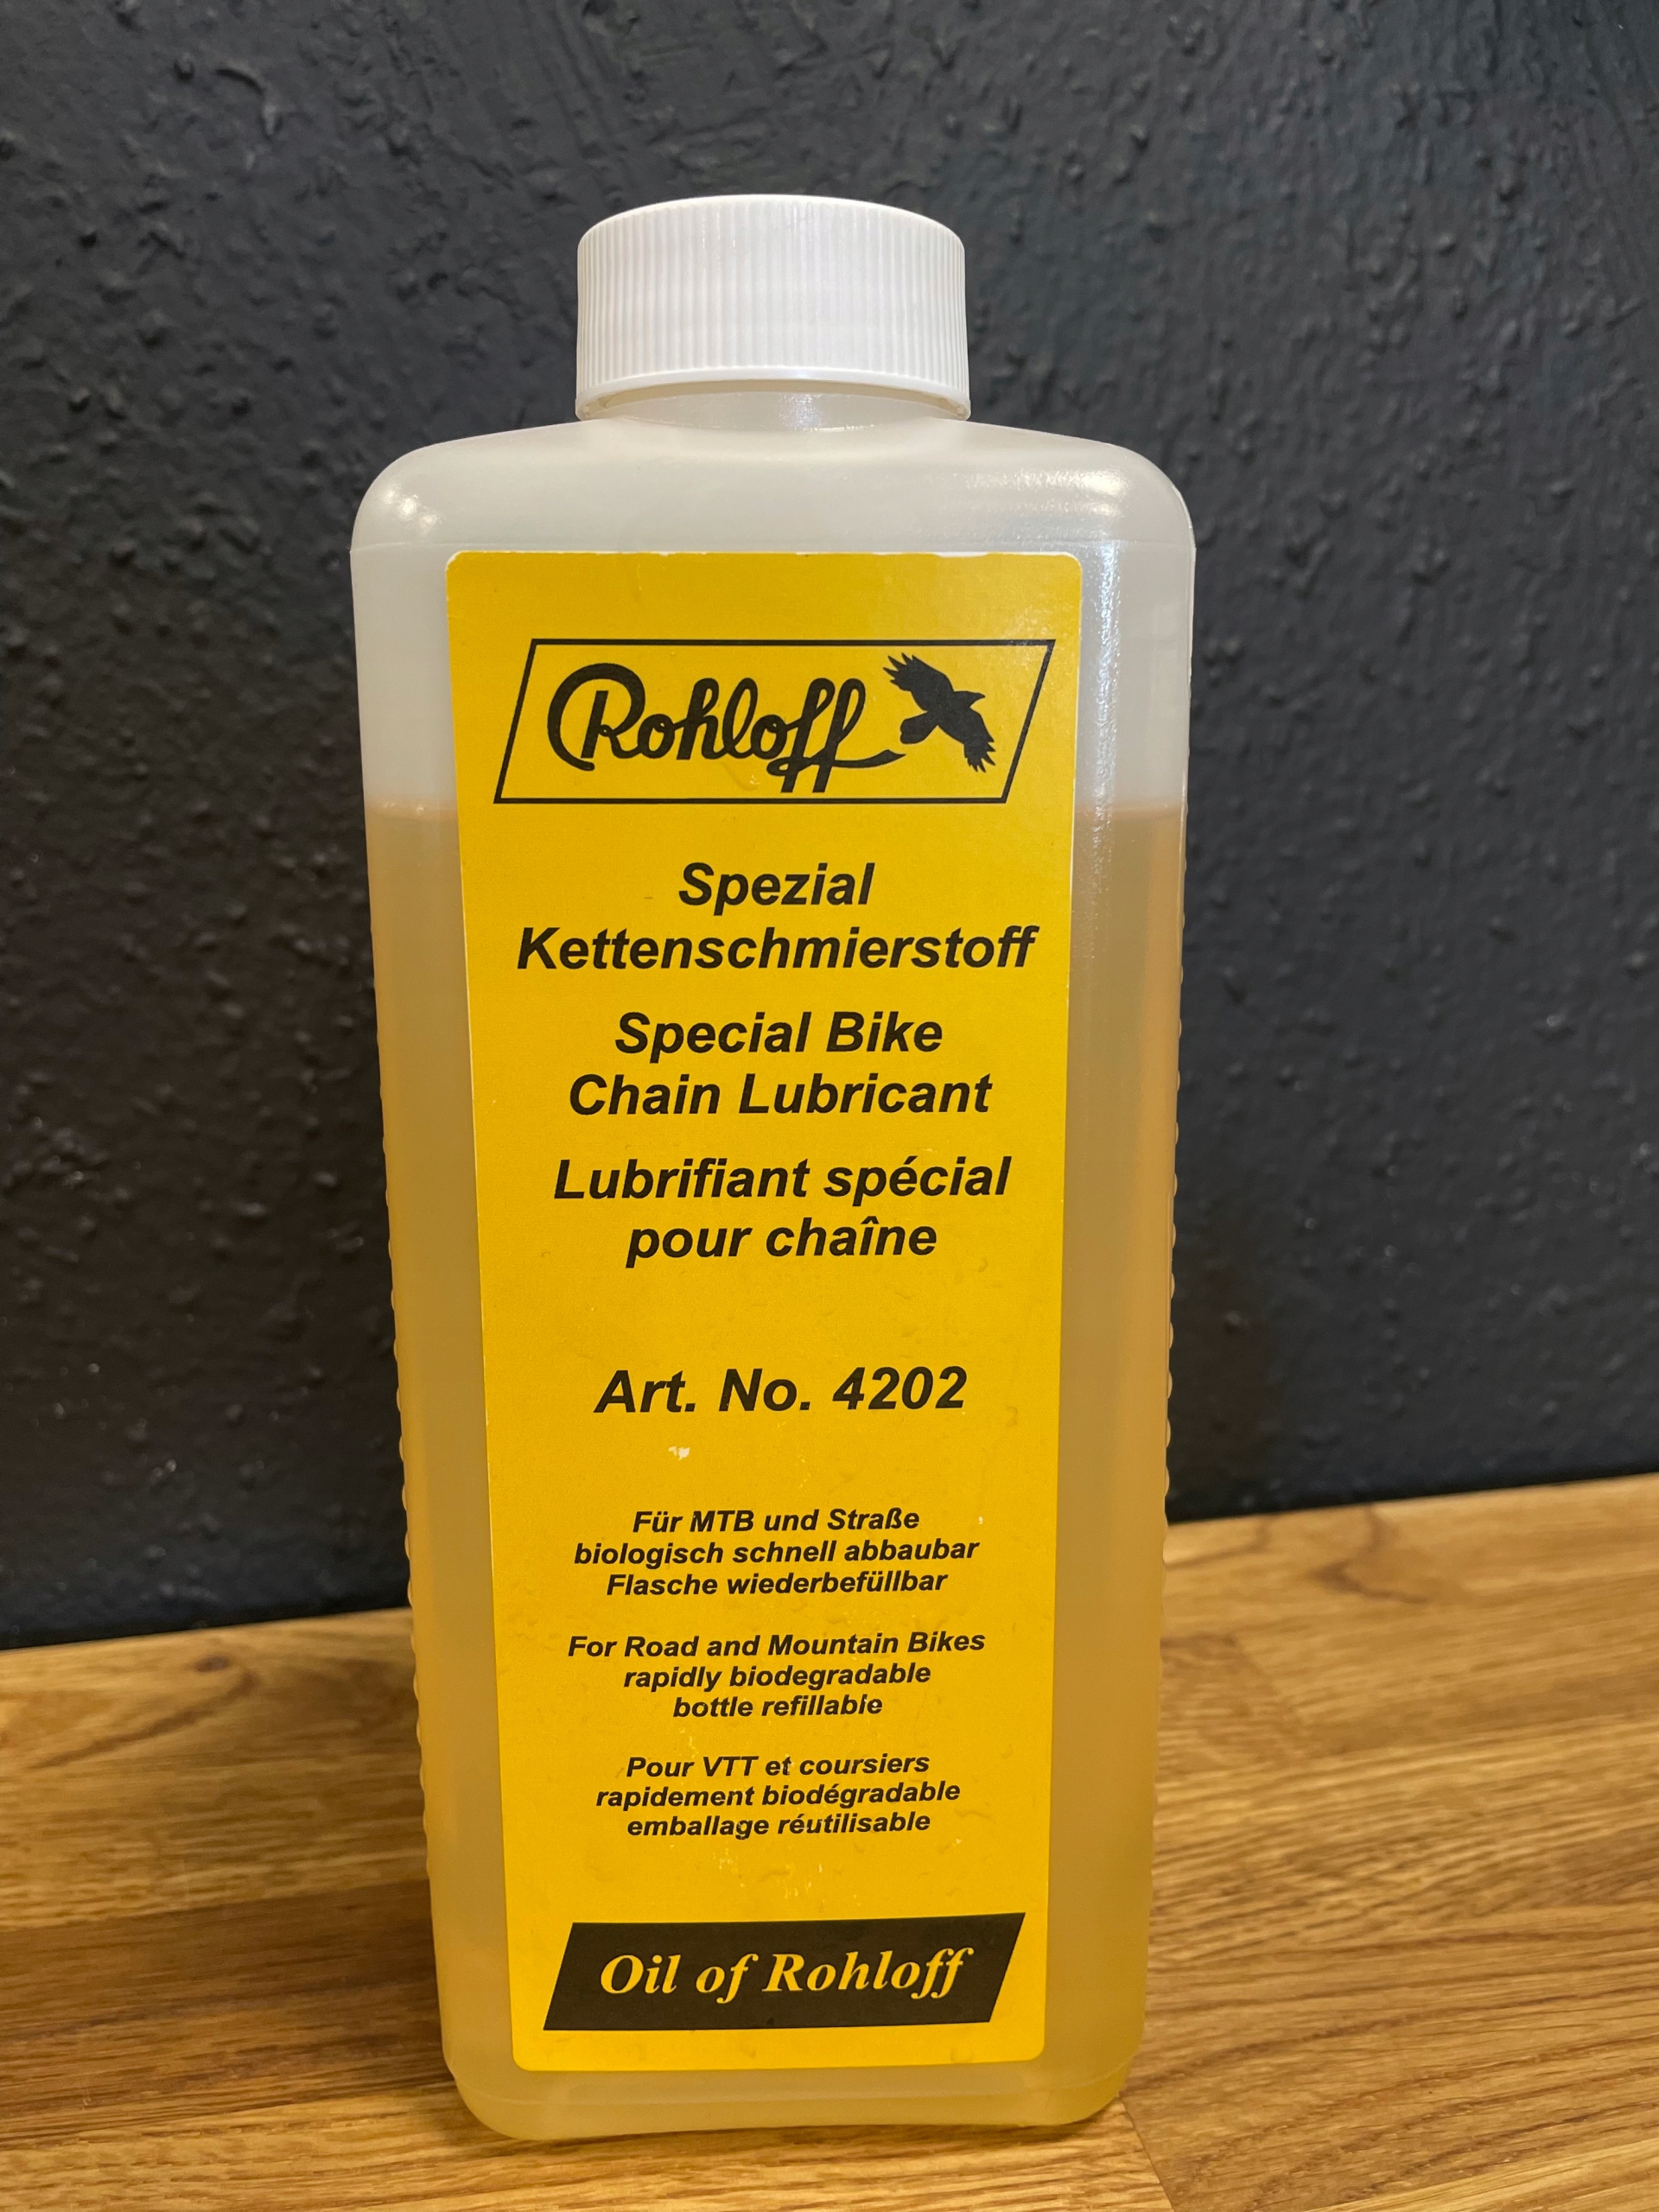 Rohloff
Spezial
Kettenschmierstoff
Special Bike
Chain Lubricant
Lubrifiant spécial
pour chaîne
Art. No. 4202
Für MTB und Straße
biologisch schnell abbaubar
Flasche wiederbefüllbar
For Road and Mountain Bikes
rapidly biodegradable
bottle refillable
Pour VTT et coursiers
rapidement biodégradable
emballage réutilisable
Oil of Rohloff